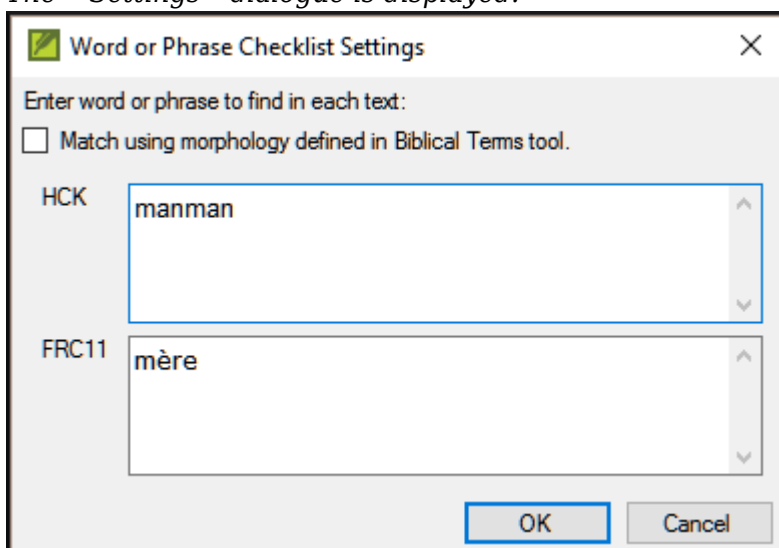 The "Settings" dialogue is displayed.
Word or Phrase Checklist Settings
Enter word or phrase to find in each text:
Match using morphology defined in Biblical Terms tool.
HCK
manman
FRC11
mère
OK
Cancel